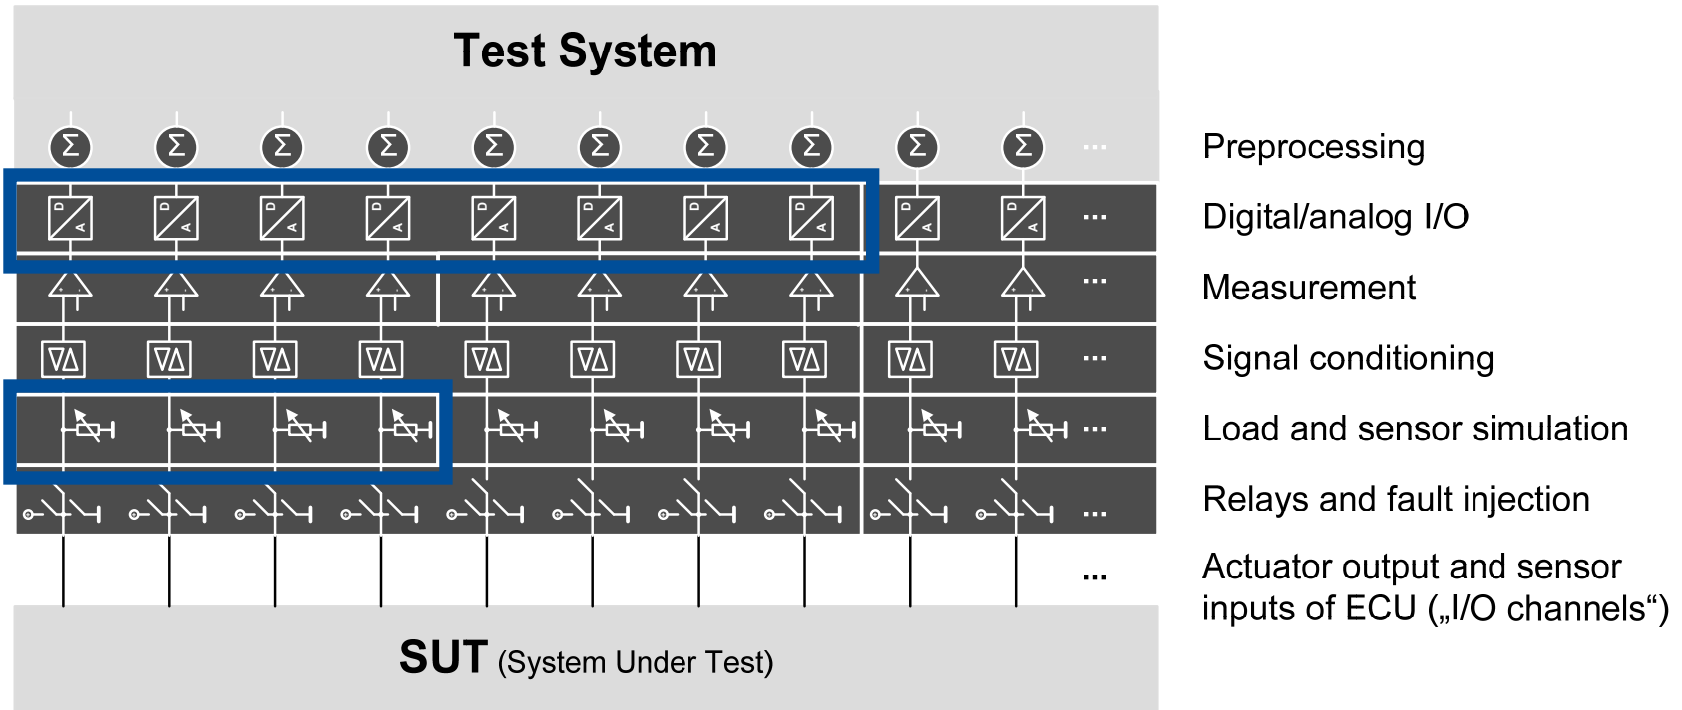 Test System
Σ Σ Σ Σ Σ Σ Σ Σ Σ Σ ... Preprocessing
D A D A D A D A D A D A D A D A D A D A ... Digital/analog I/O
... Measurement
... Signal conditioning
... Load and sensor simulation
... Relays and fault injection
... Actuator output and sensor
inputs of ECU („I/O channels“)
SUT (System Under Test)